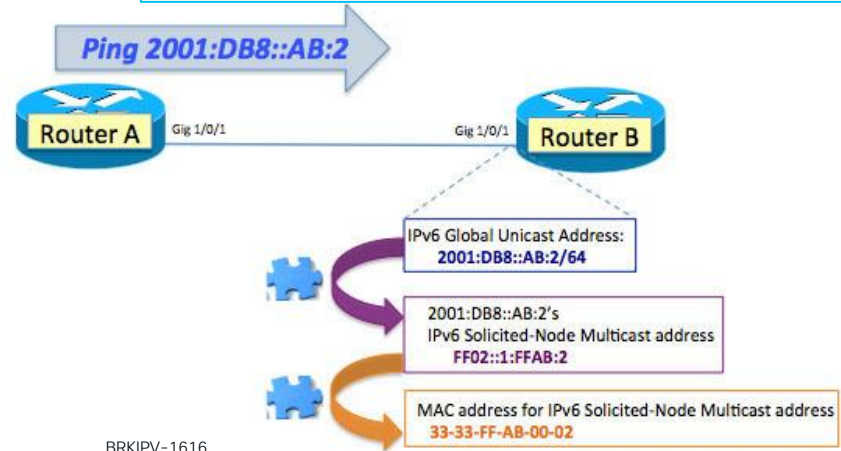 Ping 2001:DB8::AB:2
Router A
Gig 1/0/1
Gig 1/0/1
Router B
IPv6 Global Unicast Address:
2001:DB8::AB:2/64
2001:DB8::AB:2's
IPv6 Solicited-Node Multicast address
FF02::1:FFAB:2
MAC address for IPv6 Solicited-Node Multicast address
33-33-FF-AB-00-02
BRKIPV-1616